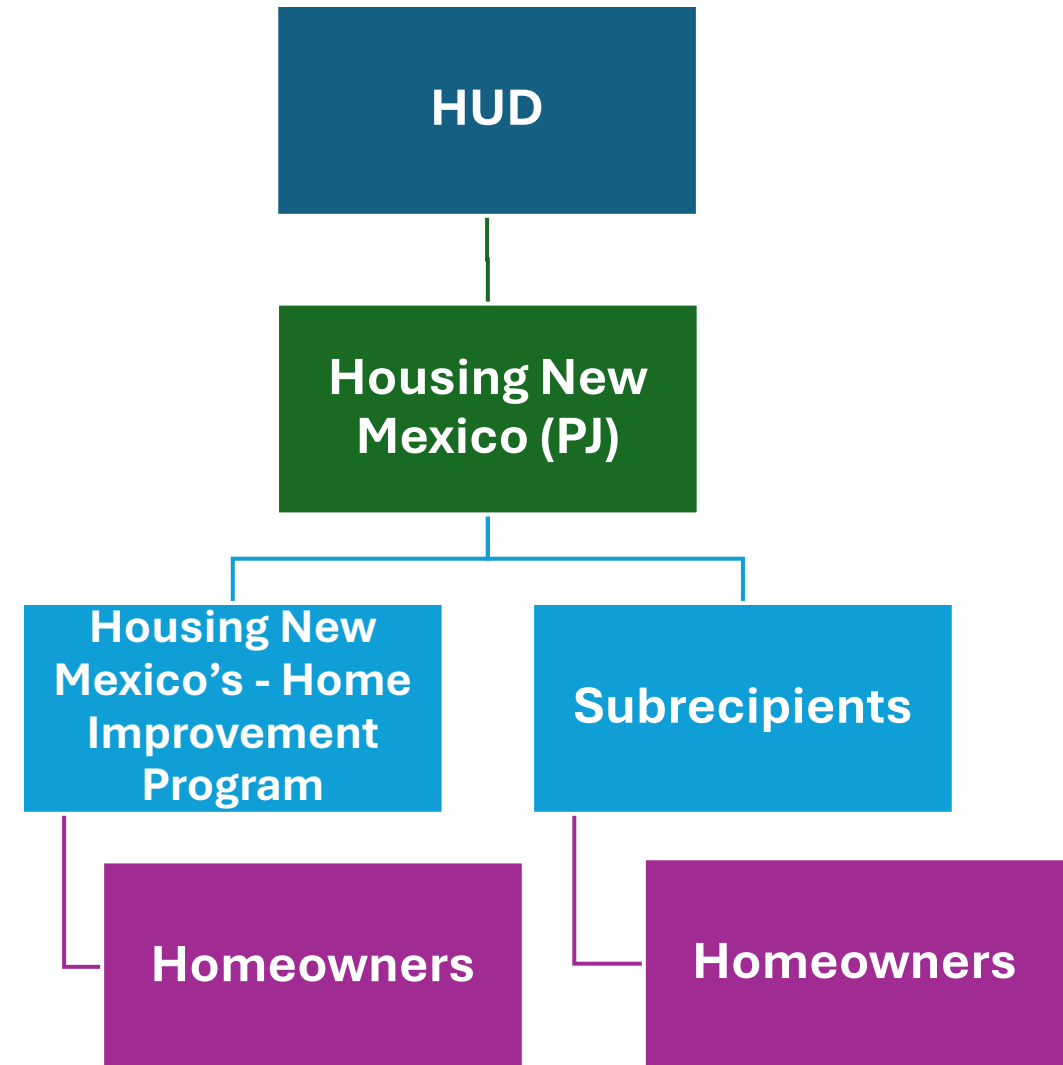 HUD
Housing New
Mexico (PJ)
Housing New
Mexico’s - Home
Improvement
Program
Subrecipients
Homeowners
Homeowners